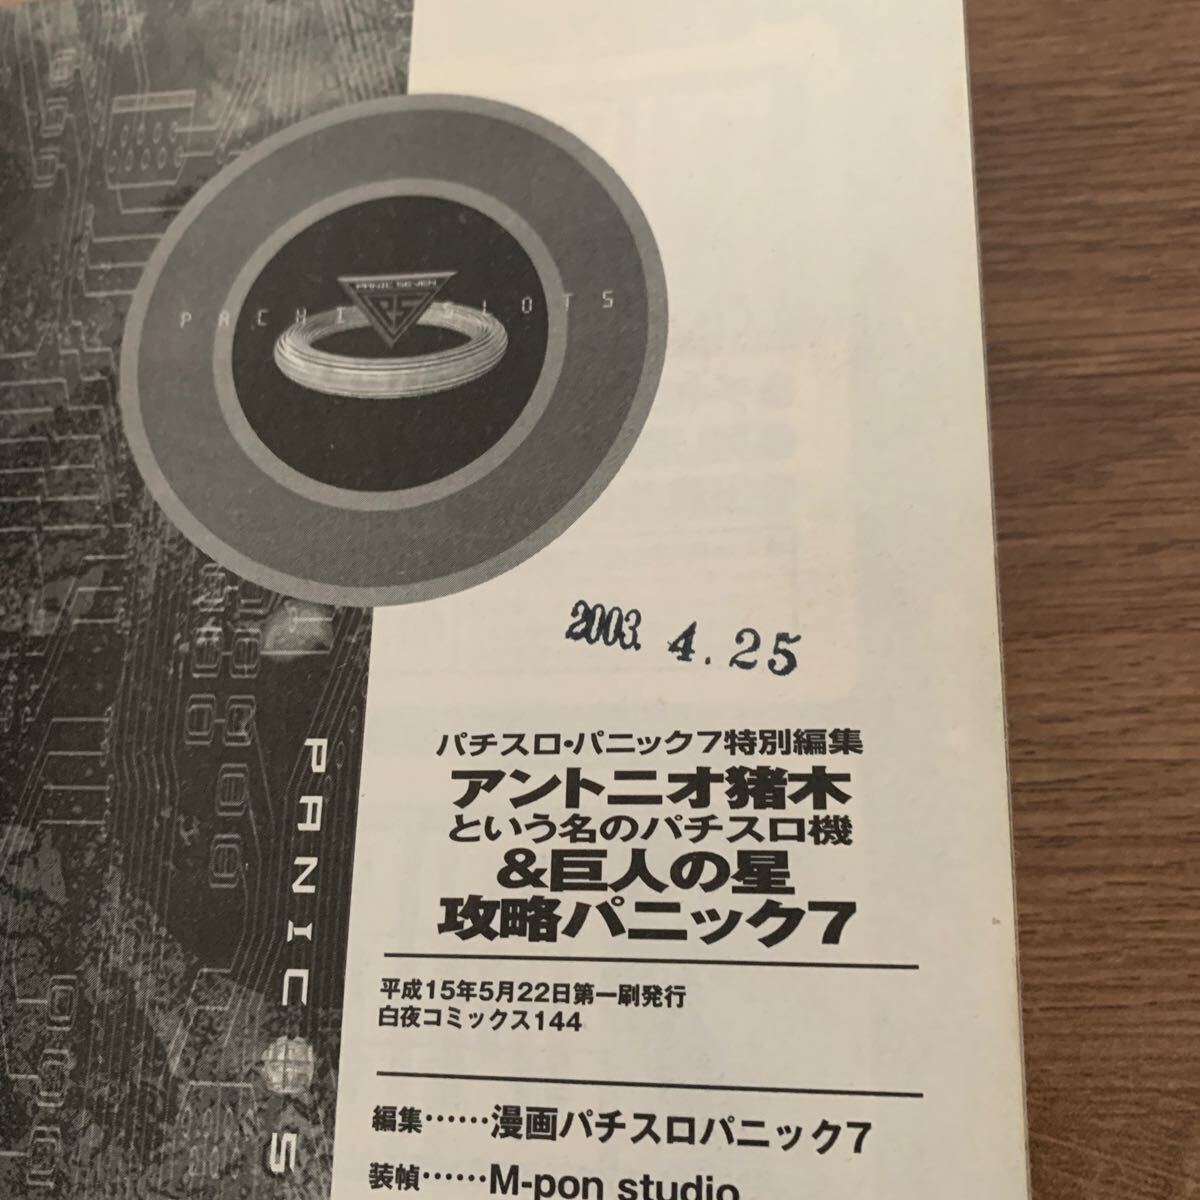 PANIC SEVEN
PACHI SLOTS
2003. 4. 25
パチスロ・パニック7特別編集
アントニオ猪木
という名のパチスロ機
&巨人の星
攻略パニック7
平成15年5月22日第一刷発行
白夜コミックス144
編集……漫画パチスロパニック7
装幀……M-pon studio
PANIC
S